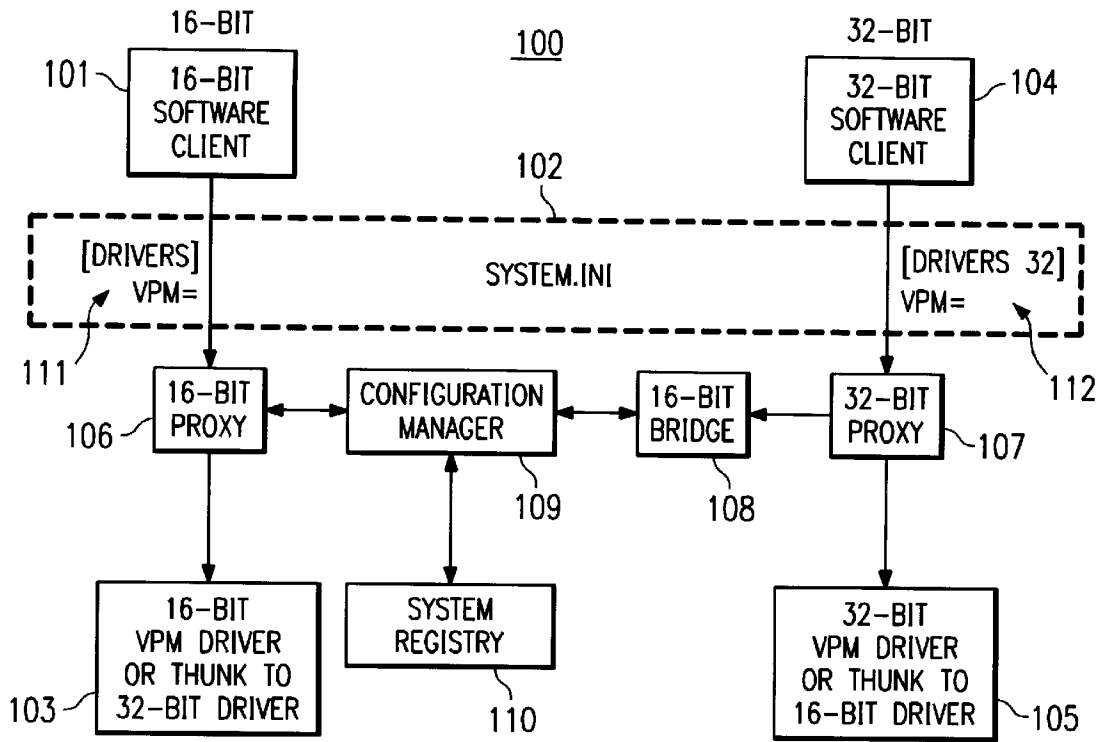 16-BIT
100
32-BIT
101
16-BIT
SOFTWARE
CLIENT
32-BIT
SOFTWARE
CLIENT
104
102
[DRIVERS]
VPM=
SYSTEM.INI
[DRIVERS 32]
VPM=
111
112
16-BIT
PROXY
106
CONFIGURATION
MANAGER
109
16-BIT
BRIDGE
108
32-BIT
PROXY
107
16-BIT
VPM DRIVER
OR THUNK TO
32-BIT DRIVER
103
SYSTEM
REGISTRY
110
32-BIT
VPM DRIVER
OR THUNK TO
16-BIT DRIVER
105